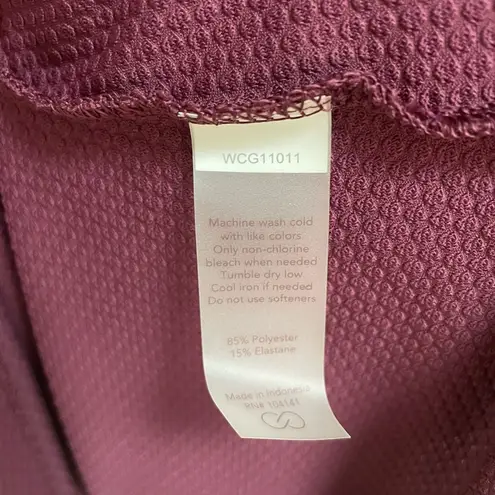 WCG11011
Machine wash cold
with like colors
Only non-chlorine
bleach when needed
Tumble dry low
Cool iron if needed
Do not use softeners
85% Polyester
15% Elastane
Made in Indonesia
RN# 104141